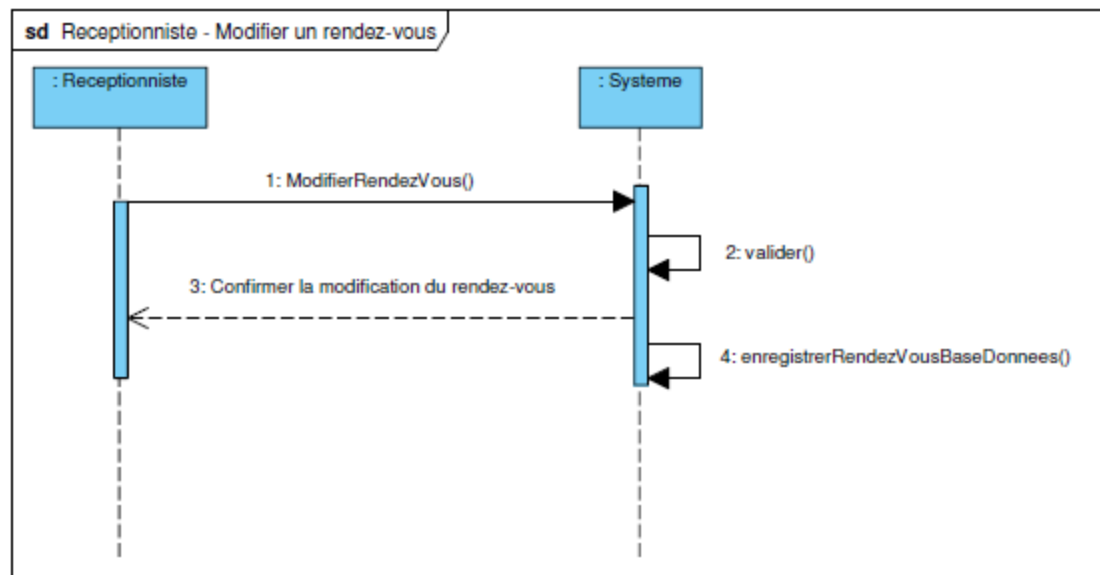 sd Receptionniste - Modifier un rendez-vous
: Receptionniste
: Systeme
1: ModifierRendezVous()
2: valider()
3: Confirmer la modification du rendez-vous
4: enregistrerRendezVousBaseDonnees()